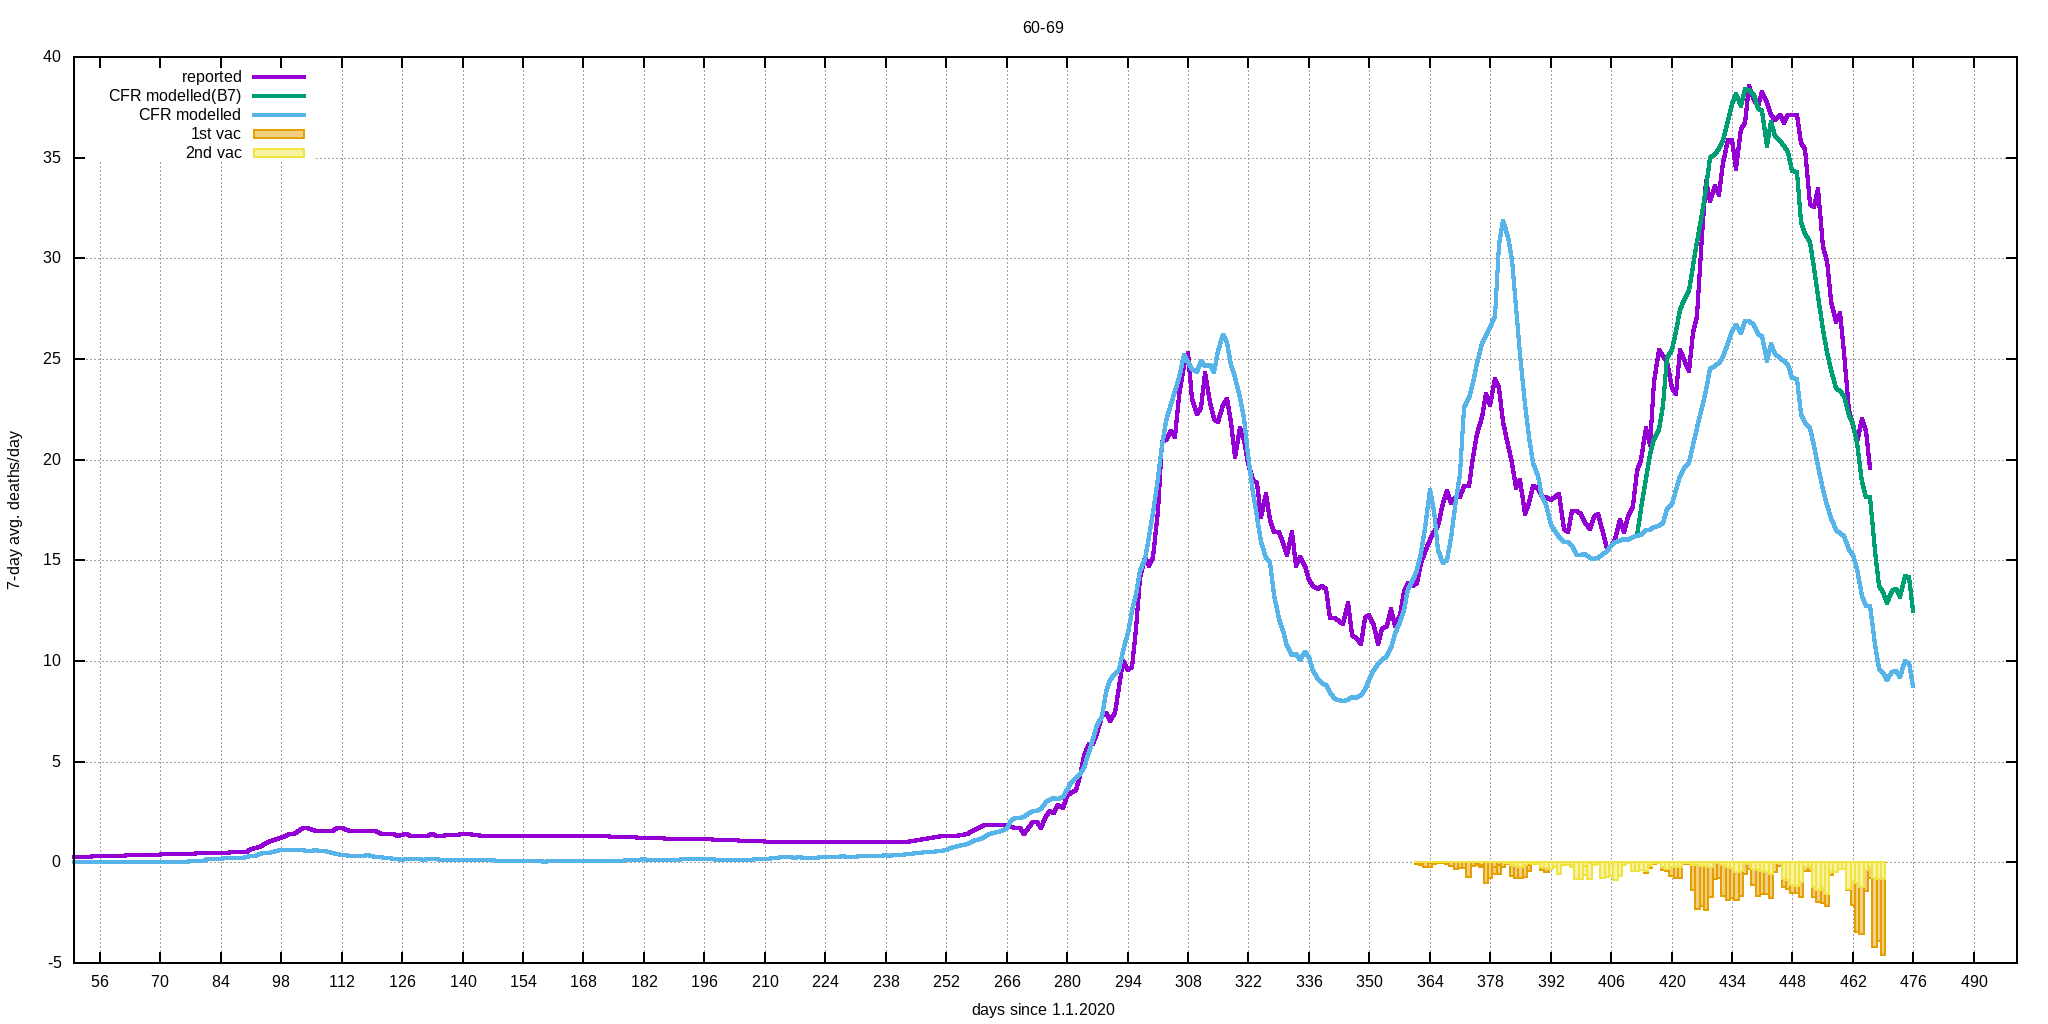 60-69
40
35
30
25
20
15
10
5
0
-5
7-day avg. deaths/day
reported
CFR modelled(B7)
CFR modelled
1st vac
2nd vac
56 70 84 98 112 126 140 154 168 182 196 210 224 238 252 266 280 294 308 322 336 350 364 378 392 406 420 434 448 462 476 490
days since 1.1.2020